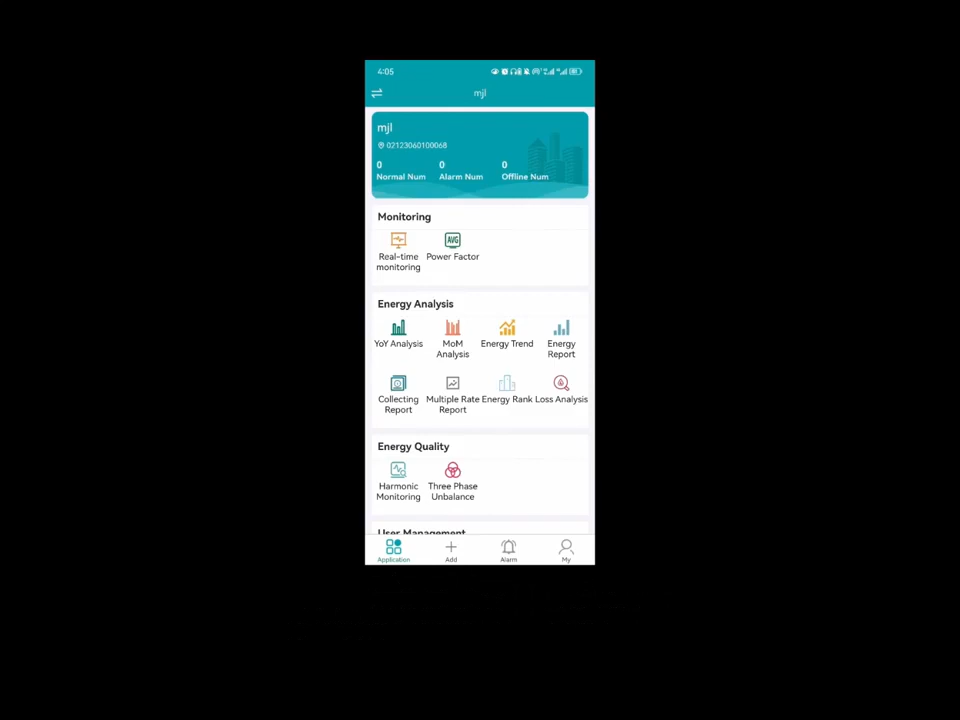 4:05
mjl
mjl
02123060100068
0 0 0
Normal Num Alarm Num Offline Num
Monitoring
AVG
Real-time monitoring
Power Factor
Energy Analysis
YoY Analysis
MoM Analysis
Energy Trend
Energy Report
Collecting Report
Multiple Rate Report
Energy Rank
Loss Analysis
Energy Quality
Harmonic Monitoring
Three Phase Unbalance
User Management
Application Add Alarm My